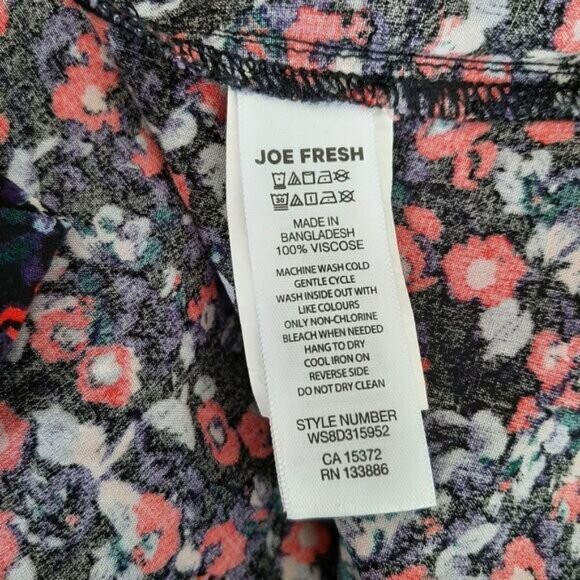 JOE FRESH
30
MADE IN
BANGLADESH
100% VISCOSE
MACHINE WASH COLD
GENTLE CYCLE
WASH INSIDE OUT WITH
LIKE COLOURS
ONLY NON-CHLORINE
BLEACH WHEN NEEDED
HANG TO DRY
COOL IRON ON
REVERSE SIDE
DO NOT DRY CLEAN
STYLE NUMBER
WS8D315952
CA 15372
RN 133886